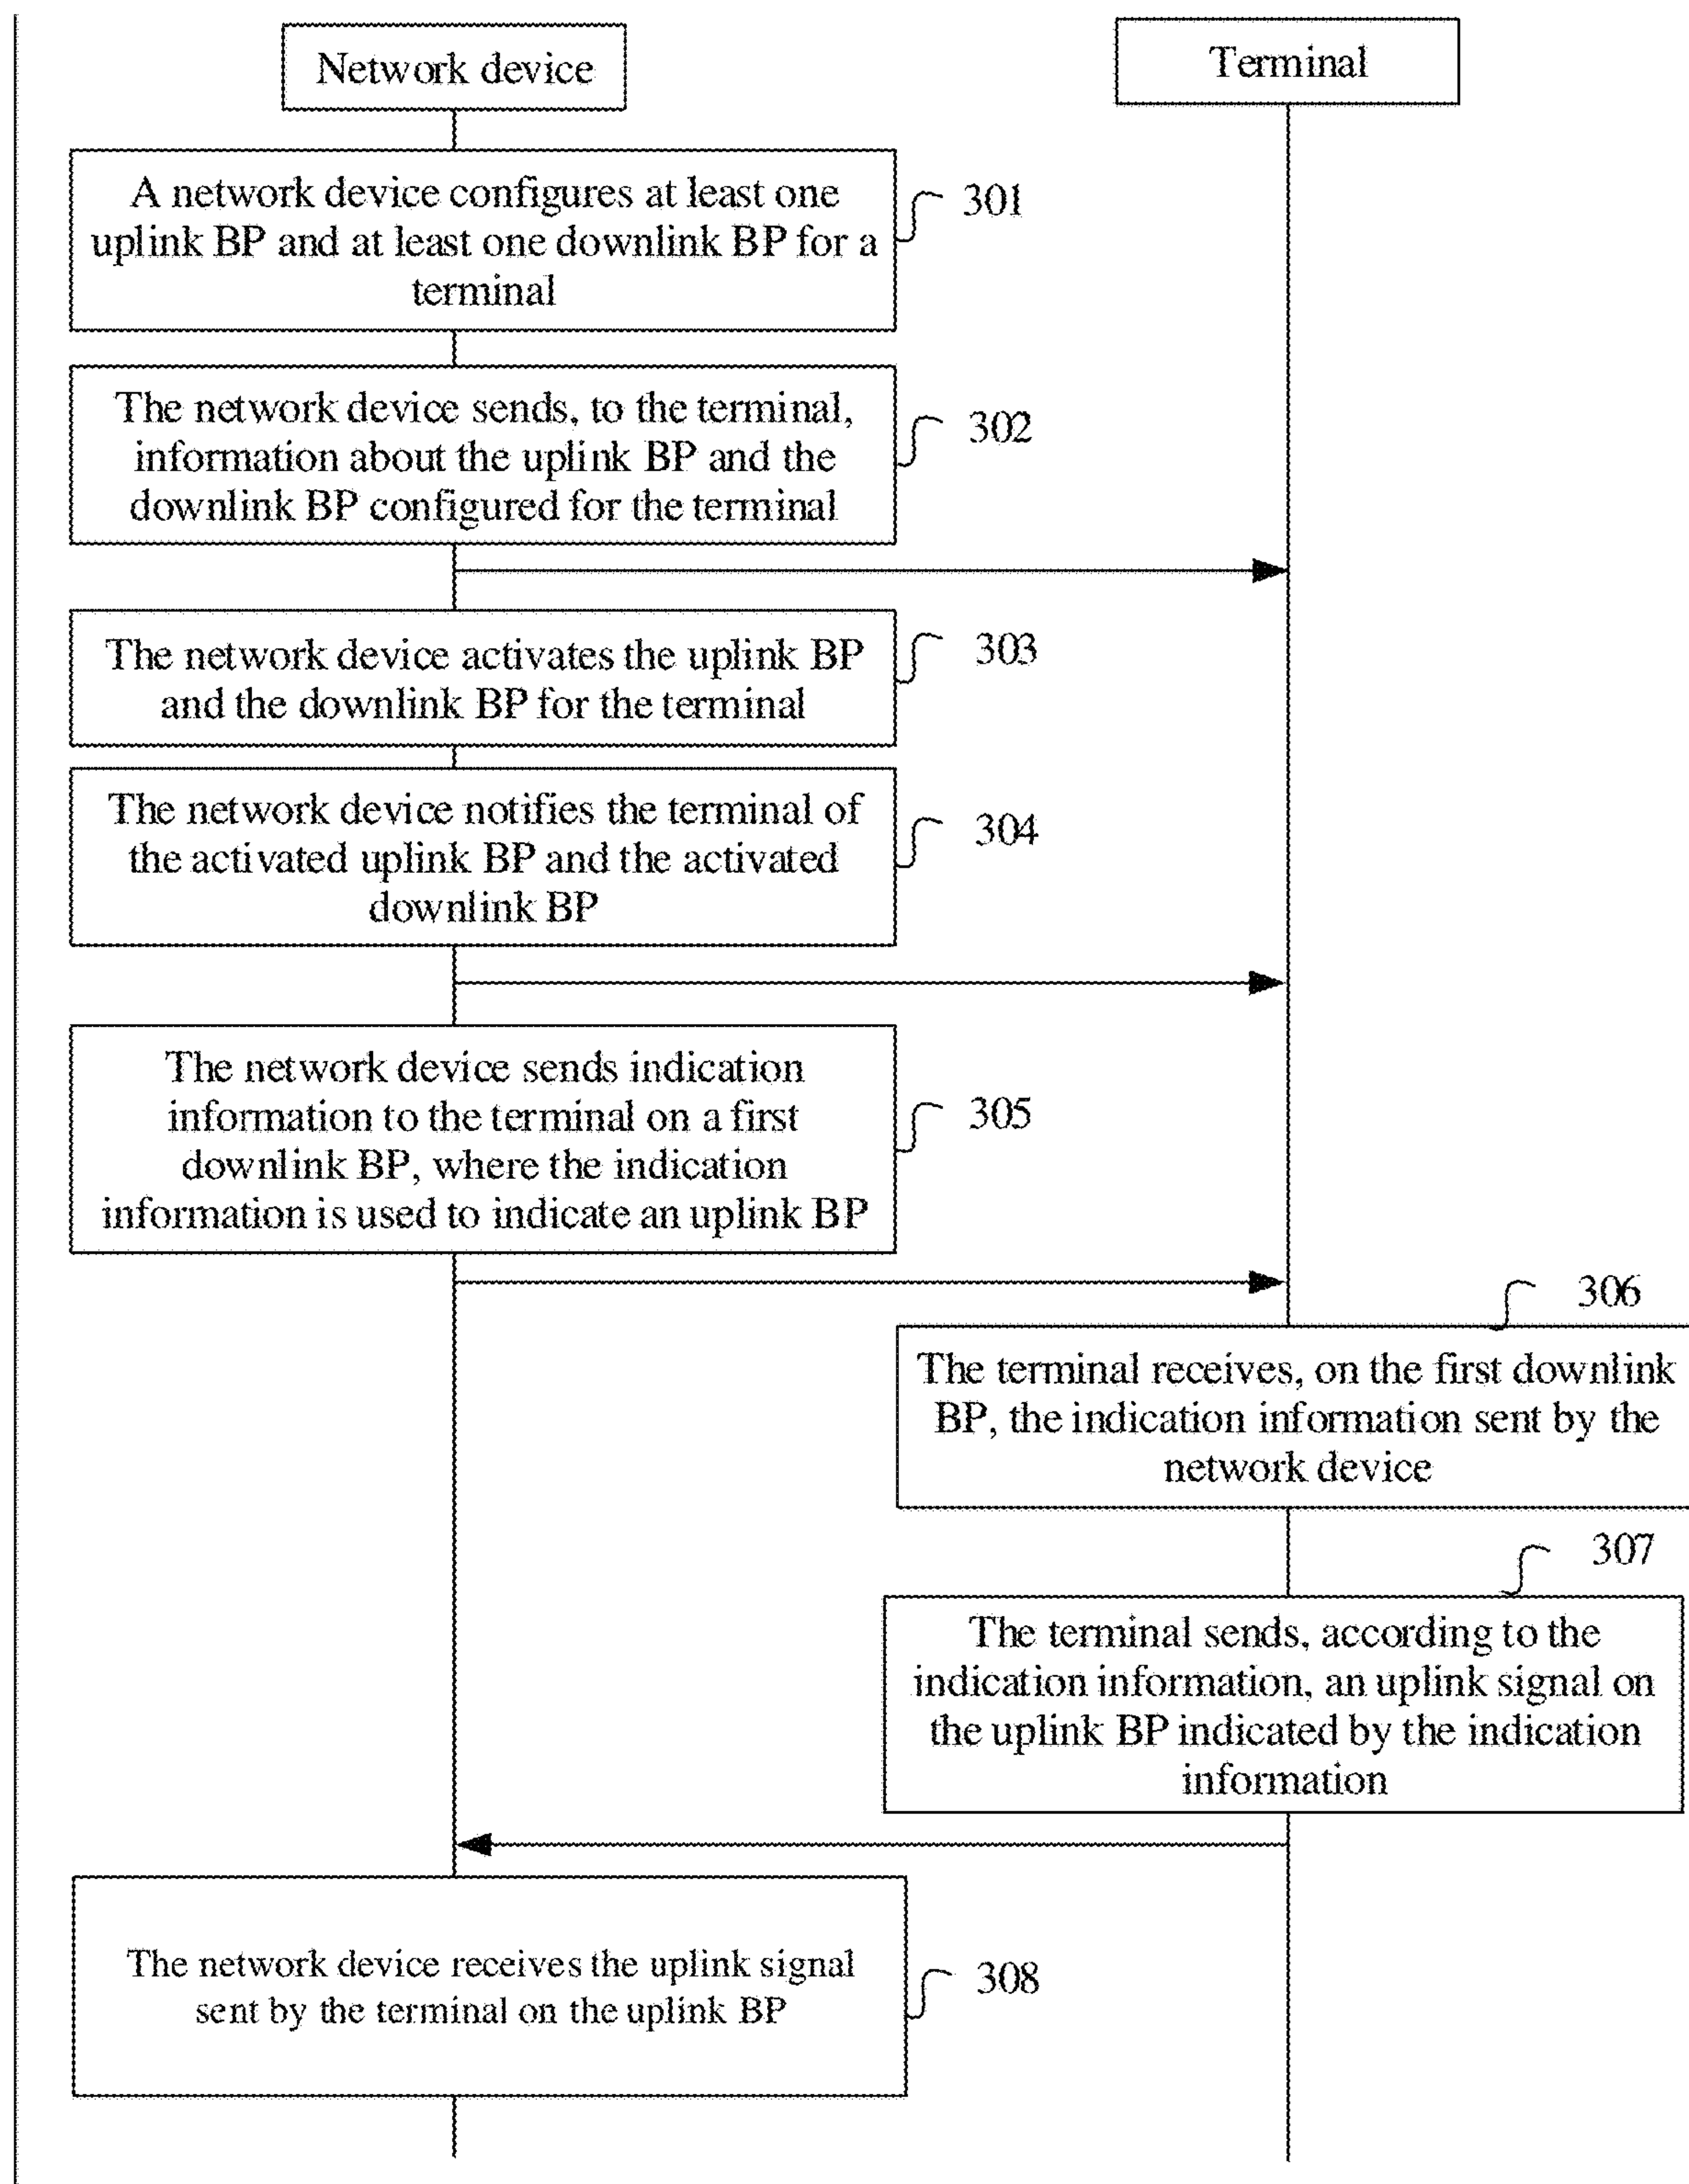 Network device
Terminal
A network device configures at least one
uplink BP and at least one downlink BP for a
terminal
301
The network device sends, to the terminal,
information about the uplink BP and the
downlink BP configured for the terminal
302
The network device activates the uplink BP
and the downlink BP for the terminal
303
The network device notifies the terminal of
the activated uplink BP and the activated
downlink BP
304
The network device sends indication
information to the terminal on a first
downlink BP, where the indication
information is used to indicate an uplink BP
305
306
The terminal receives, on the first downlink
BP, the indication information sent by the
network device
307
The terminal sends, according to the
indication information, an uplink signal on
the uplink BP indicated by the indication
information
The network device receives the uplink signal
sent by the terminal on the uplink BP
308